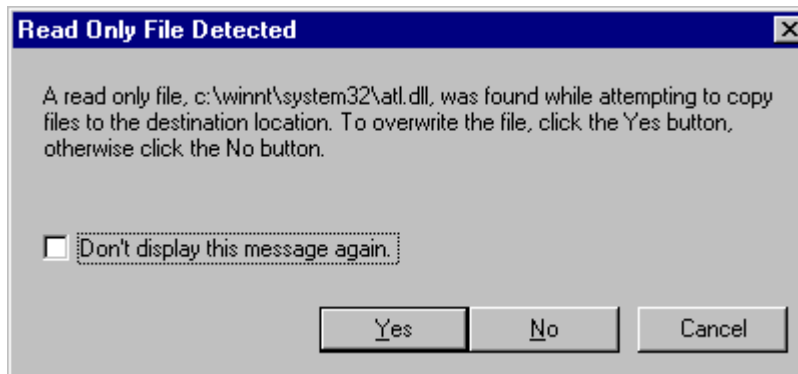 Read Only File Detected
A read only file, c:\winnt\system32\atl.dll, was found while attempting to copy
files to the destination location. To overwrite the file, click the Yes button,
otherwise click the No button.
Don't display this message again.
Yes No Cancel